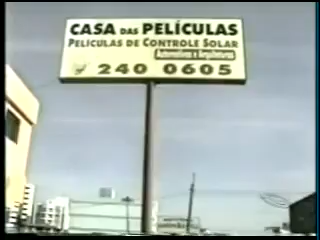 CASA DAS PELÍCULAS
PELÍCULAS DE CONTROLE SOLAR
240 0605